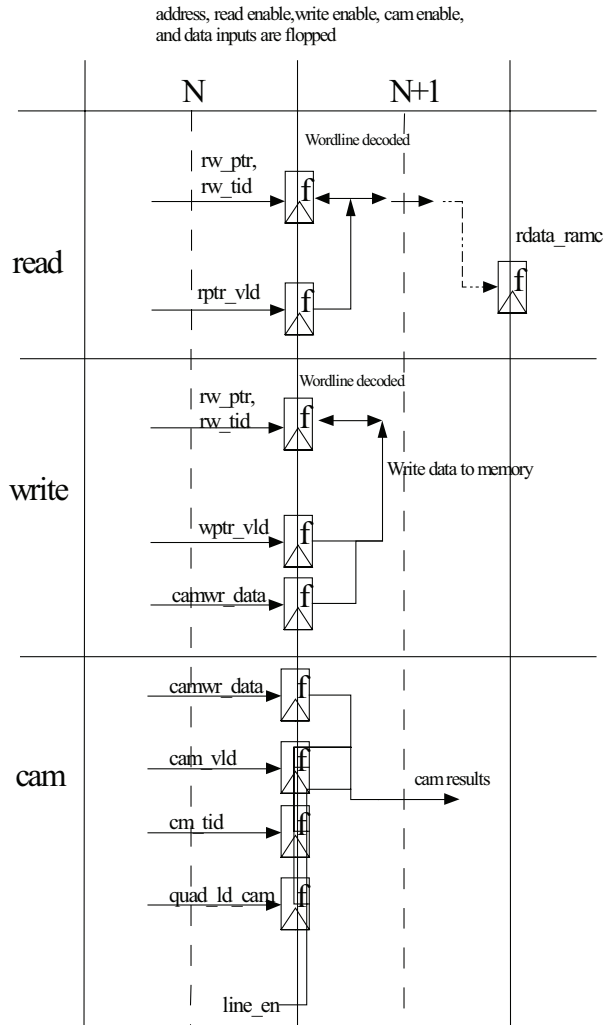 address, read enable,write enable, cam enable,
and data inputs are flopped
N
N+1
Wordline decoded
rw_ptr,
rw_tid
f
rdata_ramc
read
f
rptr_vld
f
Wordline decoded
rw_ptr,
rw_tid
f
Write data to memory
write
wptr_vld
f
camwr_data
f
camwr_data
f
cam_vld
f
cam results
cam
cm_tid
f
quad_ld_cam
f
line_en